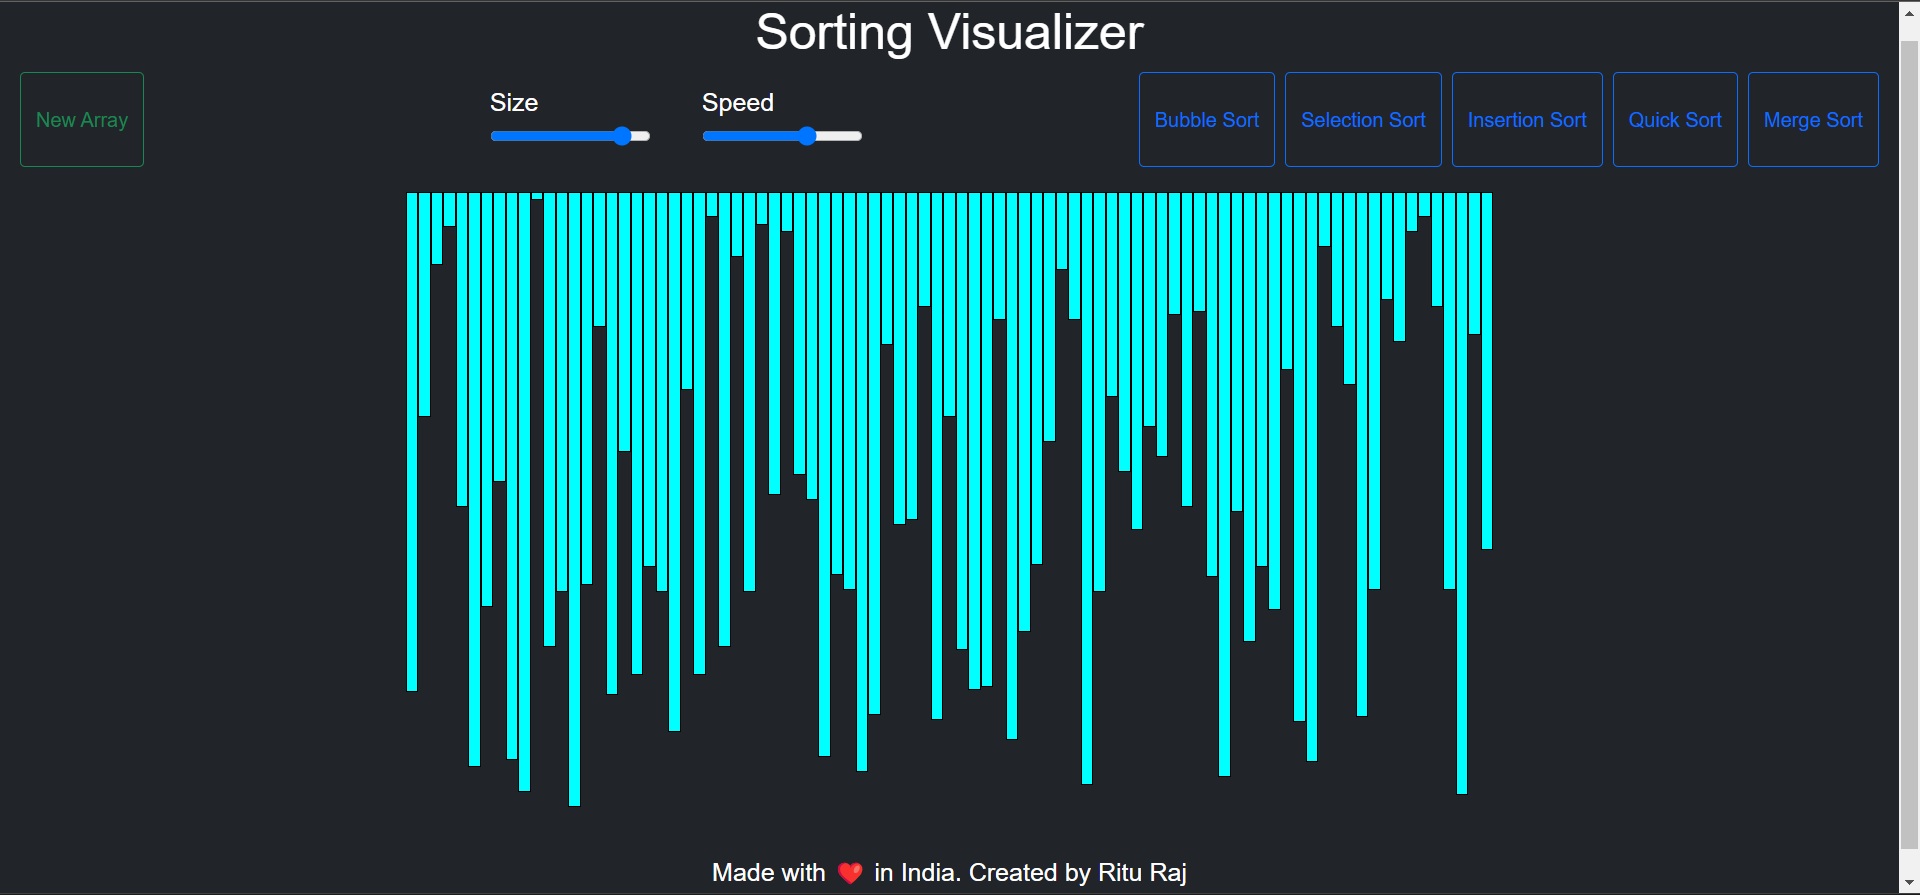 Sorting Visualizer
New Array
Size
Speed
Bubble Sort
Selection Sort
Insertion Sort
Quick Sort
Merge Sort
Made with ❤️ in India. Created by Ritu Raj